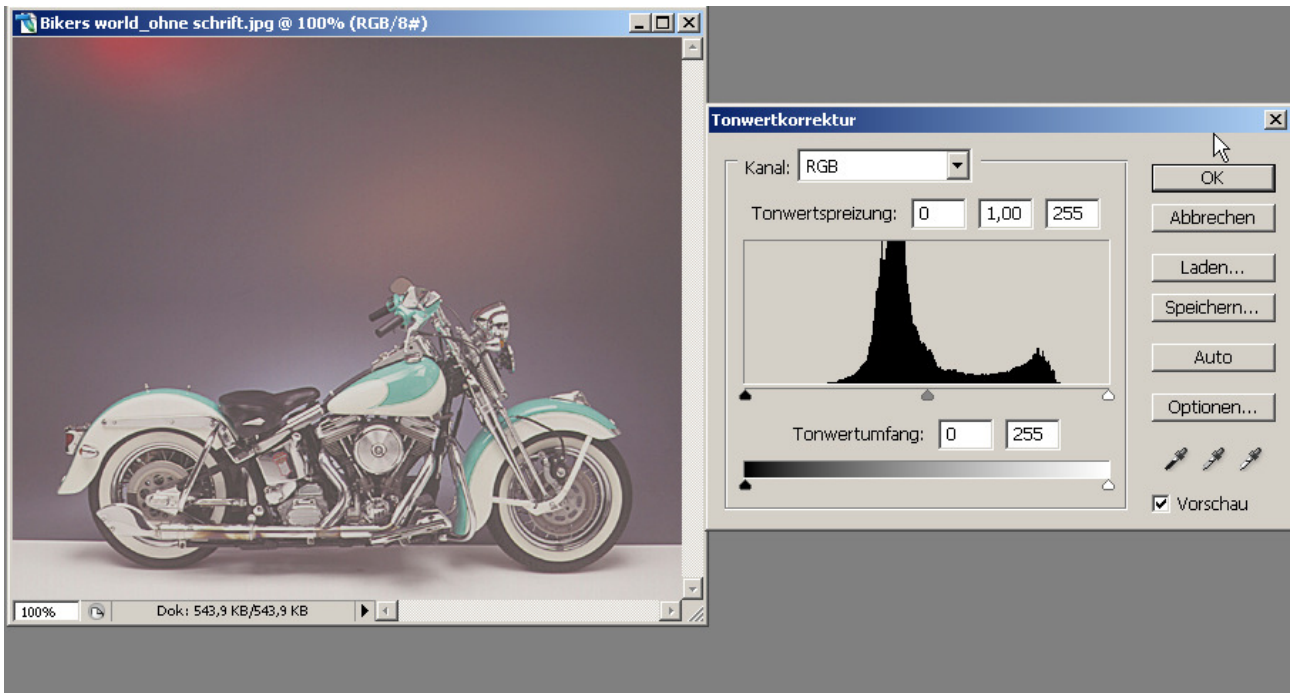 Bikers world_ohne schrift.jpg @ 100% (RGB/8#)
100%
Dok: 543,9 KB/543,9 KB
Tonwertkorrektur
Kanal: RGB
Tonwertspreizung: 0 1,00 255
Tonwertumfang: 0 255
OK
Abbrechen
Laden...
Speichern...
Auto
Optionen...
Vorschau